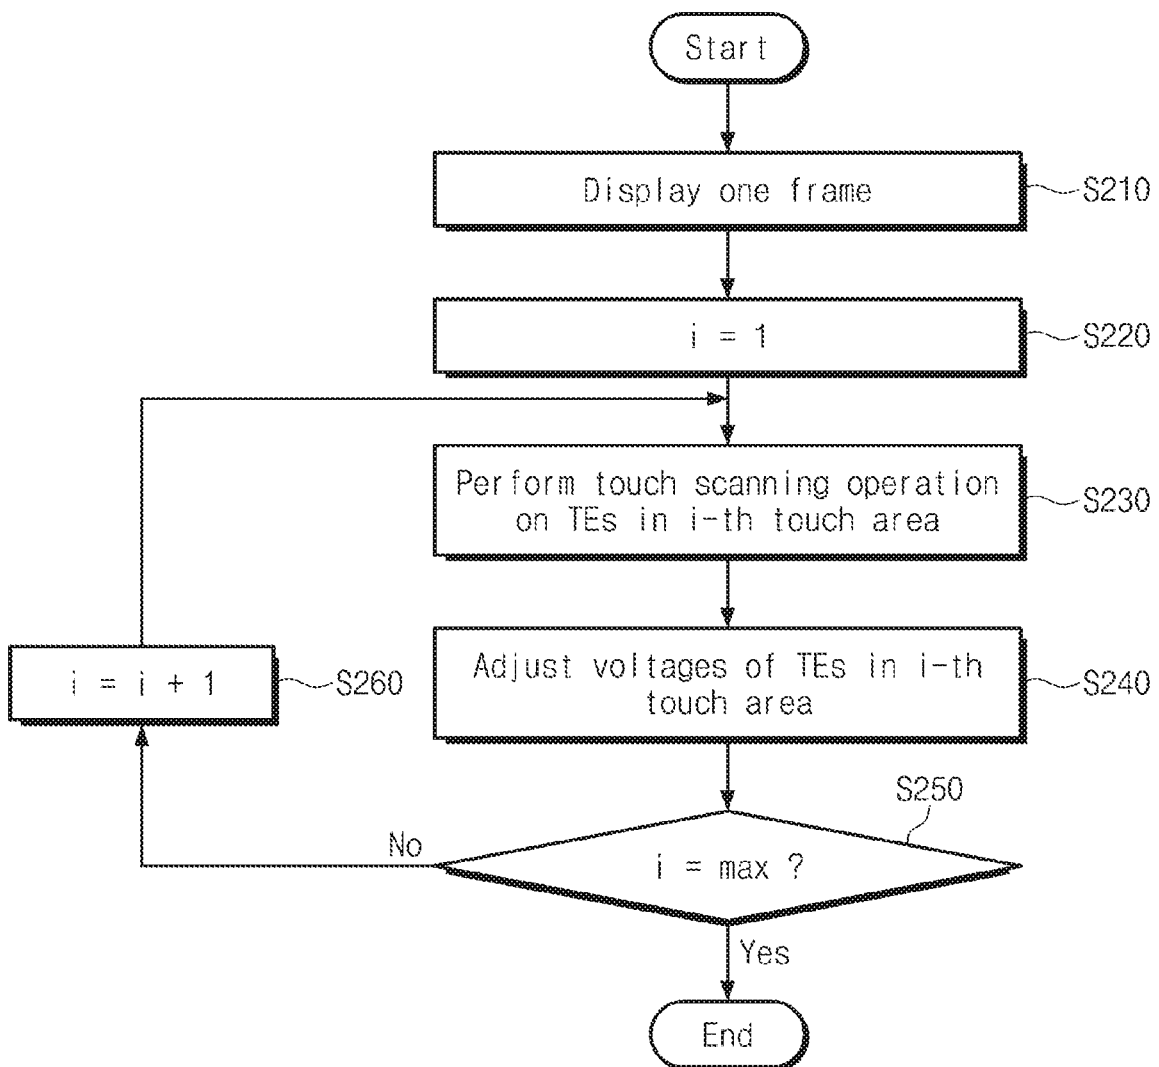 Start
Display one frame
S210
i = 1
S220
Perform touch scanning operation
on TEs in i-th touch area
S230
Adjust voltages of TEs in i-th
touch area
S240
i = i + 1
S260
S250
i = max ?
No
Yes
End